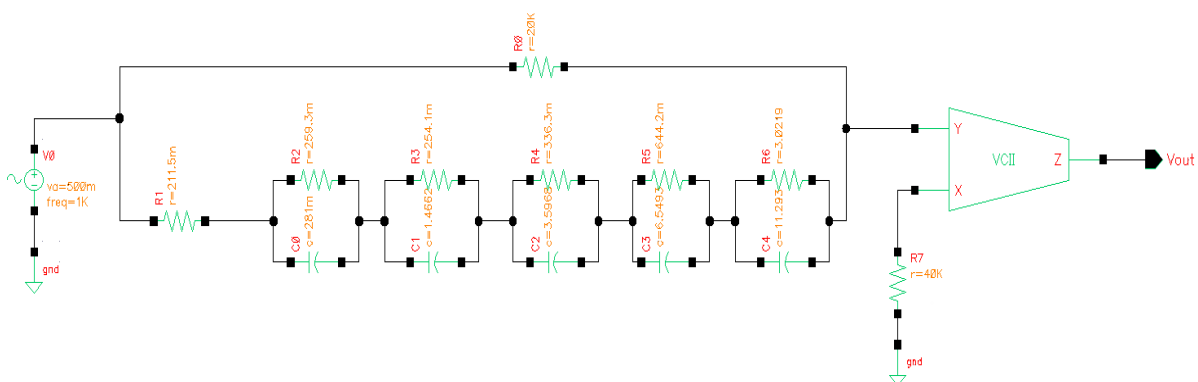 R0
r=20K
V0
va=500m
freq=1K
gnd
R1
r=211.5m
R2
r=259.3m
C0
c=281m
R3
r=254.1m
C1
c=1.4662
R4
r=336.3m
C2
c=3.5968
R5
r=644.2m
C3
c=6.5493
R6
r=3.0219
C4
c=11.293
Y
VCII
Z
X
Vout
R7
r=40K
gnd